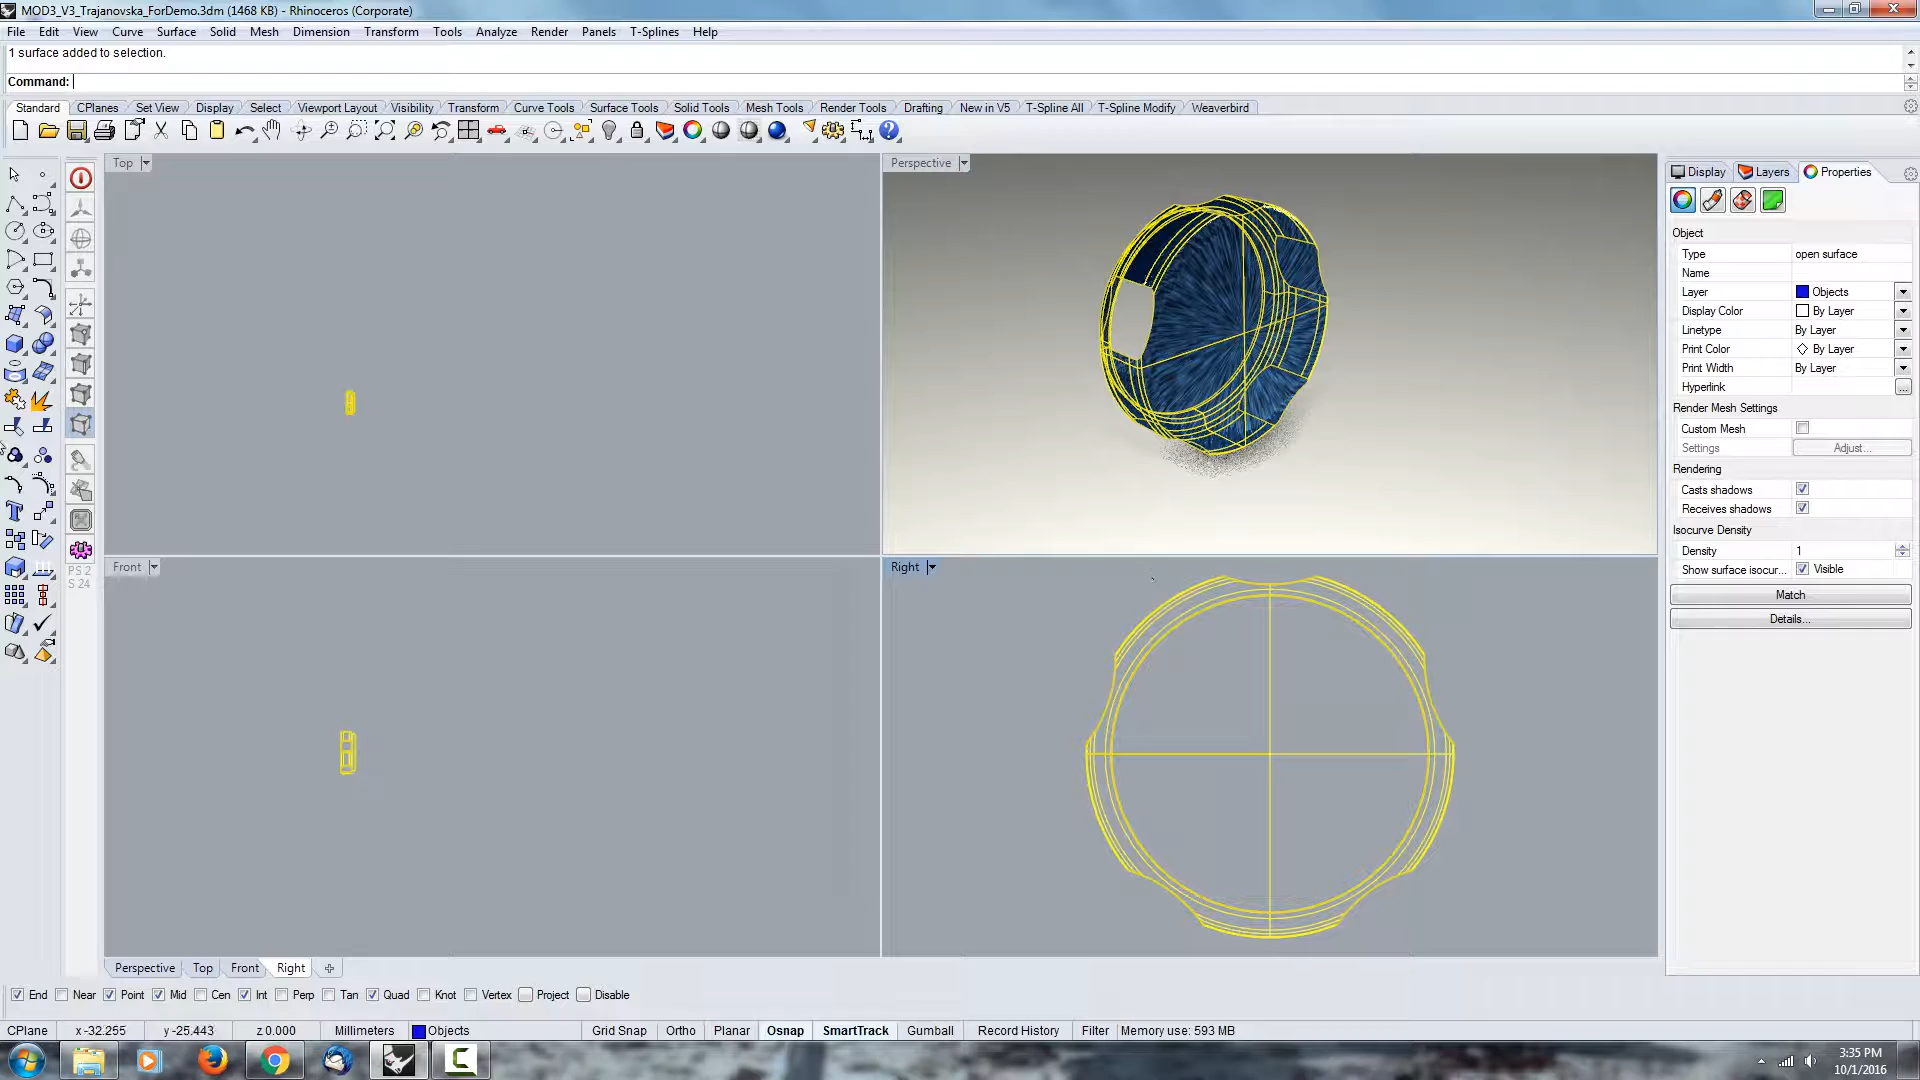 MOD3_V3_Trajanovska_ForDemo.3dm (1468 KB) - Rhinoceros (Corporate)
File Edit View Curve Surface Solid Mesh Dimension Transform Tools Analyze Render Panels T-Splines Help
1 surface added to selection.
Command:
Standard CPlanes Set View Display Select Viewport Layout Visibility Transform Curve Tools Surface Tools Solid Tools Mesh Tools Render Tools Drafting New in V5 T-Spline All T-Spline Modify Weaverbird
Top
Perspective
Display Layers Properties
Object
Type open surface
Name
Layer Objects
Display Color By Layer
Linetype By Layer
Print Color By Layer
Print Width By Layer
Hyperlink ...
Render Mesh Settings
Custom Mesh
Settings Adjust...
Rendering
Casts shadows
Receives shadows
Isocurve Density
Density 1
Show surface isocur... Visible
Match
Details...
PS 2
S 24
Front
Right
Perspective Top Front Right
End Near Point Mid Cen Int Perp Tan Quad Knot Vertex Project Disable
CPlane x -32.255 y -25.443 z 0.000 Millimeters Objects Grid Snap Ortho Planar Osnap SmartTrack Gumball Record History Filter Memory use: 593 MB
3:35 PM
10/1/2016